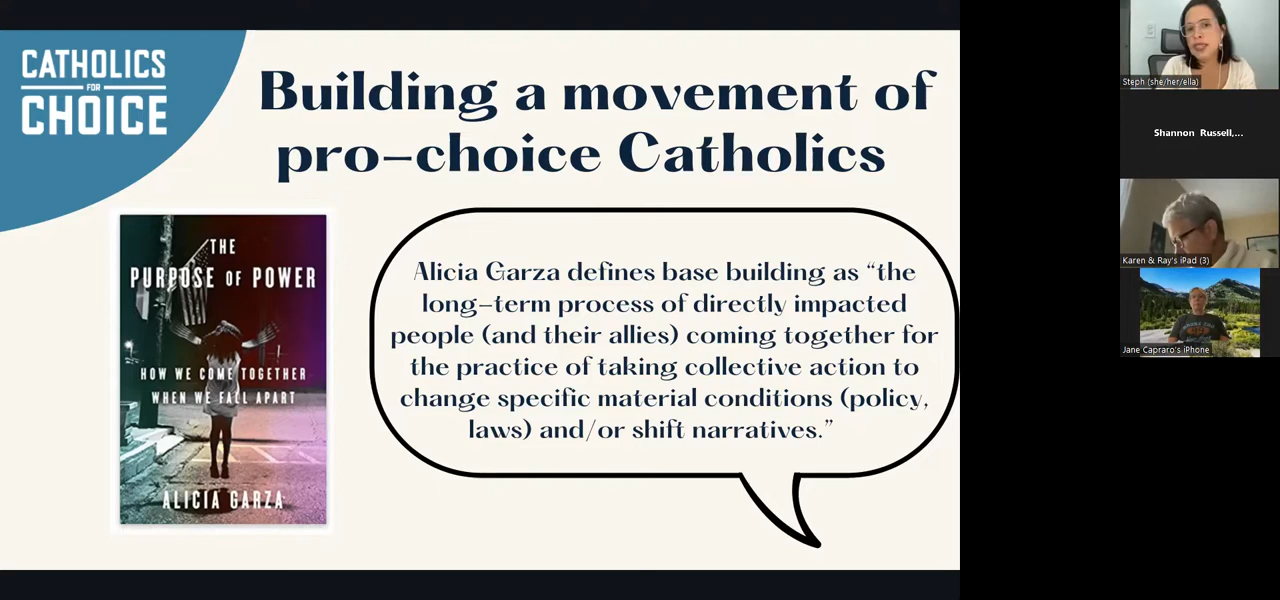 CATHOLICS
FOR
CHOICE
Building a movement of
pro-choice Catholics
THE
PURPOSE OF POWER
HOW WE COME TOGETHER
WHEN WE FALL APART
ALICIA GARZA
Alicia Garza defines base building as “the
long-term process of directly impacted
people (and their allies) coming together for
the practice of taking collective action to
change specific material conditions (policy,
laws) and/or shift narratives.”
Steph (she/her/ella)
Shannon Russell,...
Karen & Ray's iPad (3)
Jane Capraro's iPhone